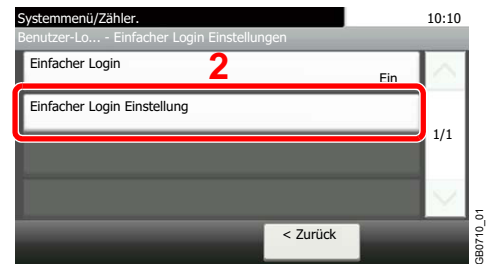 Systemmenü/Zähler. 10:10
Benutzer-Lo... - Einfacher Login Einstellungen
Einfacher Login
2
Ein
Einfacher Login Einstellung
1/1
< Zurück
GB0710_01